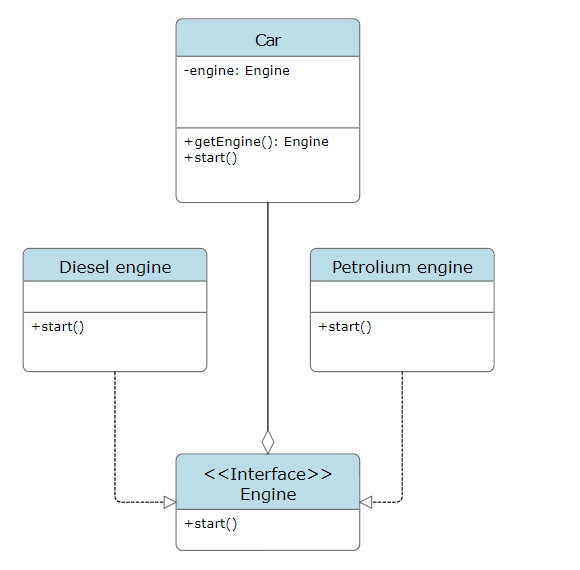 Car
-engine: Engine
+getEngine(): Engine
+start()
Diesel engine
+start()
Petrolium engine
+start()
<<Interface>>
Engine
+start()